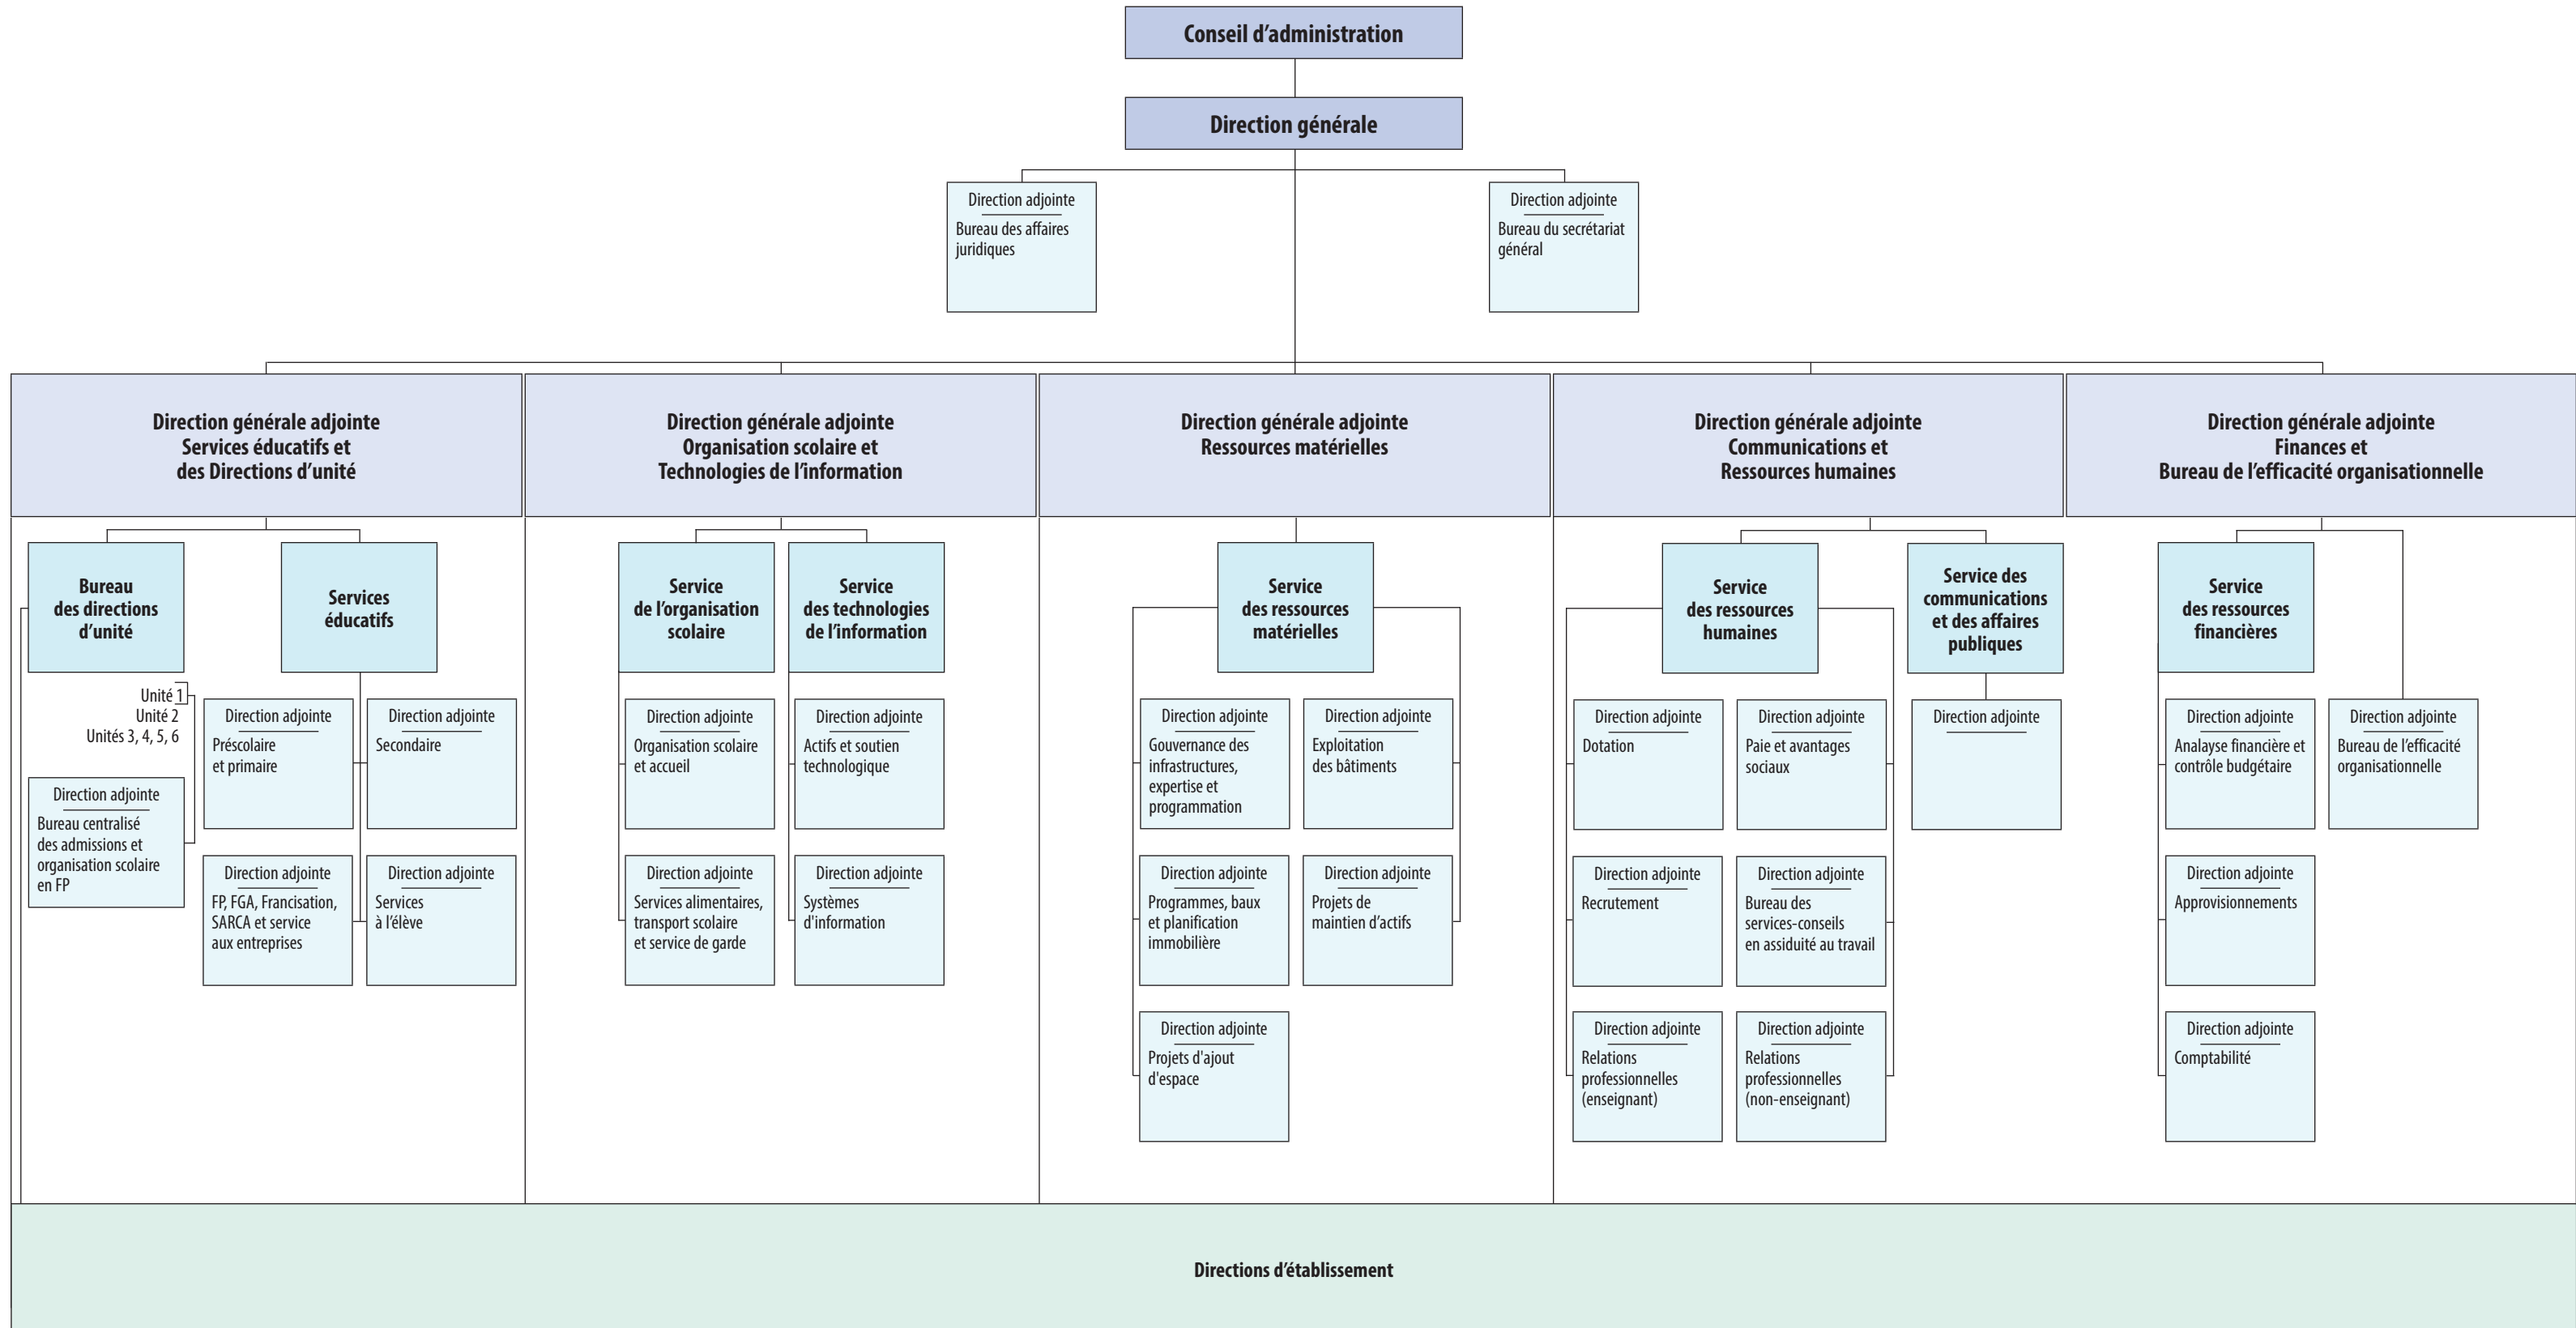 Conseil d’administration
Direction générale
Direction adjointe
Bureau des affaires
juridiques
Direction adjointe
Bureau du secrétariat
général
Direction générale adjointe
Services éducatifs et
des Directions d’unité
Direction générale adjointe
Organisation scolaire et
Technologies de l’information
Direction générale adjointe
Ressources matérielles
Direction générale adjointe
Communications et
Ressources humaines
Direction générale adjointe
Finances et
Bureau de l’efficacité organisationnelle
Bureau
des directions
d’unité
Services
éducatifs
Unité 1
Unité 2
Unités 3, 4, 5, 6
Direction adjointe
Bureau centralisé
des admissions et
organisation scolaire
en FP
Direction adjointe
Préscolaire
et primaire
Direction adjointe
Secondaire
Direction adjointe
FP, FGA, Francisation,
SARCA et service
aux entreprises
Direction adjointe
Services
à l’élève
Service
de l’organisation
scolaire
Service
des technologies
de l’information
Direction adjointe
Organisation scolaire
et accueil
Direction adjointe
Actifs et soutien
technologique
Direction adjointe
Services alimentaires,
transport scolaire
et service de garde
Direction adjointe
Systèmes
d'information
Service
des ressources
matérielles
Direction adjointe
Gouvernance des
infrastructures,
expertise et
programmation
Direction adjointe
Exploitation
des bâtiments
Direction adjointe
Programmes, baux
et planification
immobilière
Direction adjointe
Projets de
maintien d’actifs
Direction adjointe
Projets d'ajout
d'espace
Service
des ressources
humaines
Service des
communications
et des affaires
publiques
Direction adjointe
Dotation
Direction adjointe
Paie et avantages
sociaux
Direction adjointe
Direction adjointe
Recrutement
Direction adjointe
Bureau des
services-conseils
en assiduité au travail
Direction adjointe
Relations
professionnelles
(enseignant)
Direction adjointe
Relations
professionnelles
(non-enseignant)
Service
des ressources
financières
Direction adjointe
Analayse financière et
contrôle budgétaire
Direction adjointe
Bureau de l’efficacité
organisationnelle
Direction adjointe
Approvisionnements
Direction adjointe
Comptabilité
Directions d’établissement